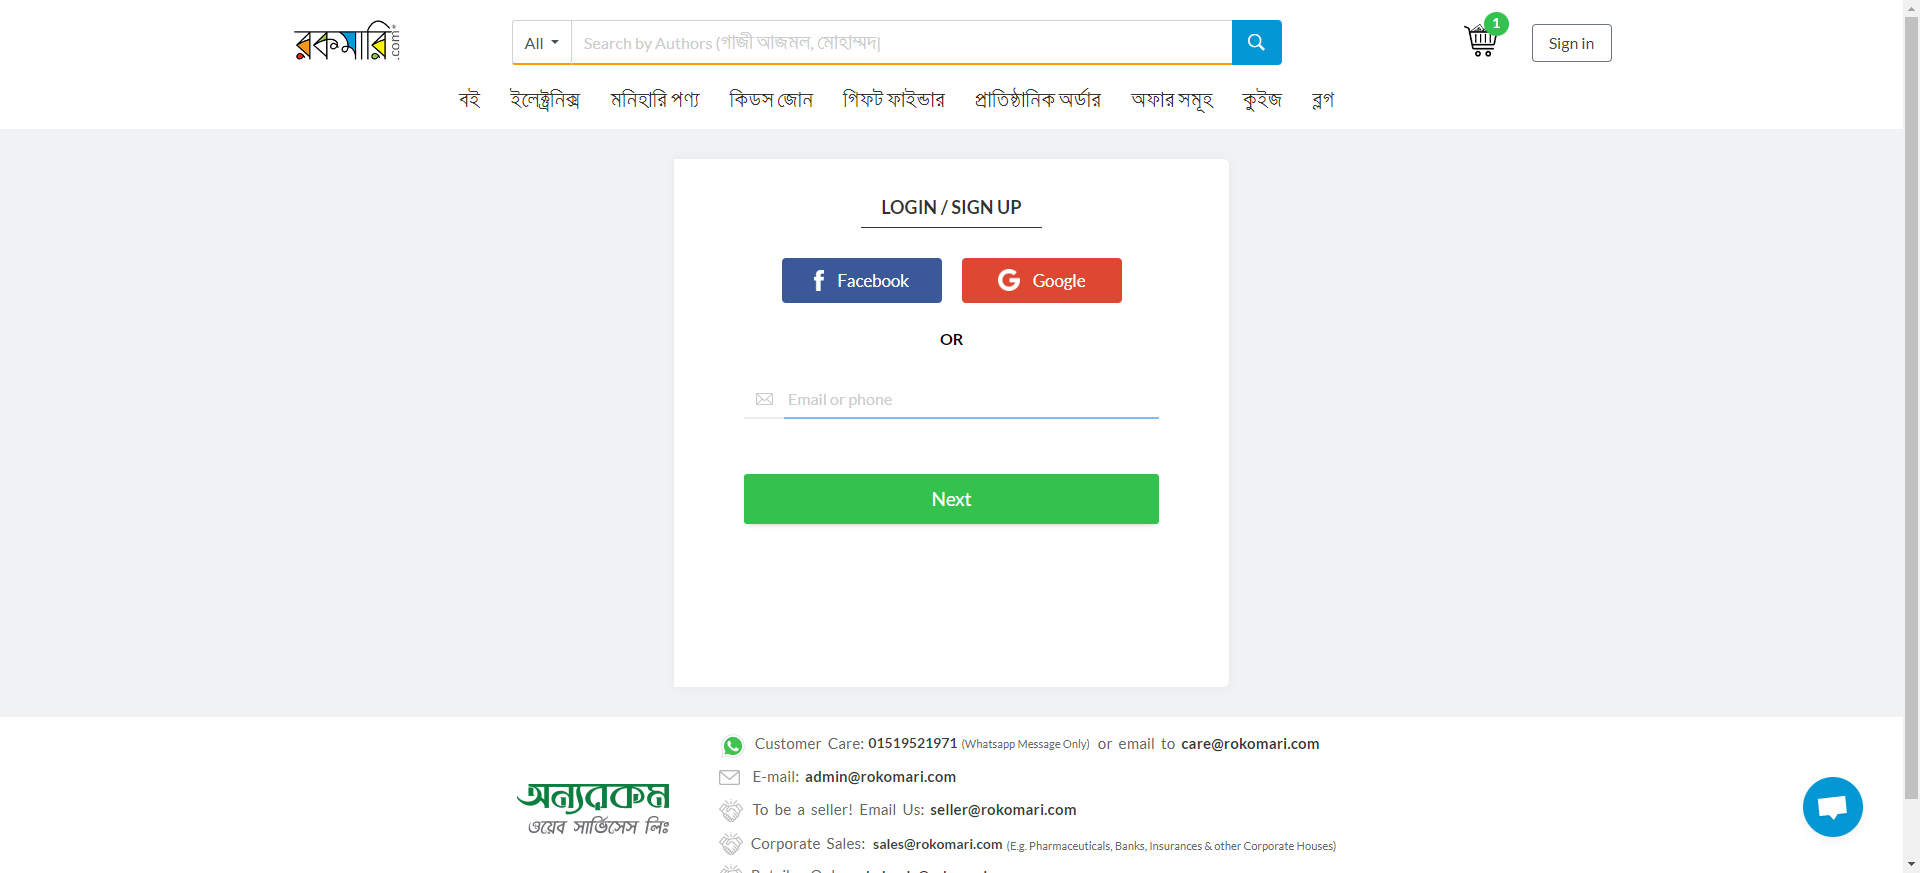 রকমারি .com
All Search by Authors (গাজী আজমল, মোহাম্মদ|
1
Sign in
বই ইলেক্ট্রনিক্স মনিহারি পণ্য কিডস জোন গিফট ফাইন্ডার প্রাতিষ্ঠানিক অর্ডার অফার সমূহ কুইজ ব্লগ
LOGIN / SIGN UP
Facebook Google
OR
Email or phone
Next
অন্যরকম
ওয়েব সার্ভিসেস লিঃ
Customer Care: 01519521971 (Whatsapp Message Only) or email to care@rokomari.com
E-mail: admin@rokomari.com
To be a seller! Email Us: seller@rokomari.com
Corporate Sales: sales@rokomari.com (E.g. Pharmaceuticals, Banks, Insurances & other Corporate Houses)